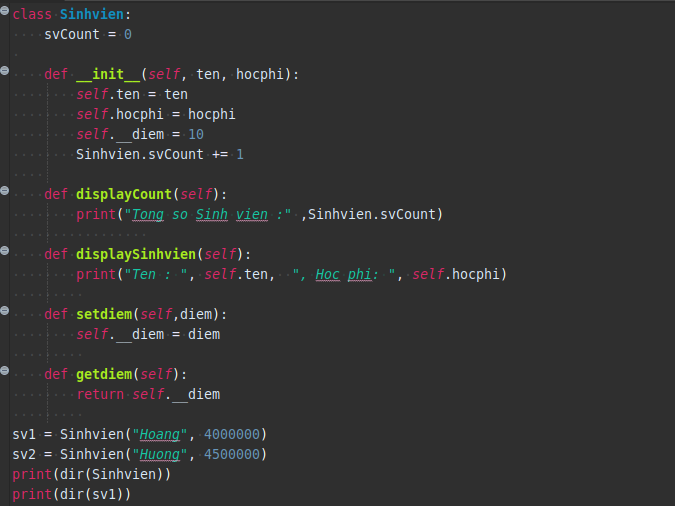 class Sinhvien:
    svCount = 0
    def __init__(self, ten, hocphi):
        self.ten = ten
        self.hocphi = hocphi
        self.__diem = 10
        Sinhvien.svCount += 1
    def displayCount(self):
        print("Tong so Sinh vien :" ,Sinhvien.svCount)
    def displaySinhvien(self):
        print("Ten : ", self.ten,  ", Hoc phi: ", self.hocphi)
    def setdiem(self,diem):
        self.__diem = diem
    def getdiem(self):
        return self.__diem
sv1 = Sinhvien("Hoang", 4000000)
sv2 = Sinhvien("Huong", 4500000)
print(dir(Sinhvien))
print(dir(sv1))